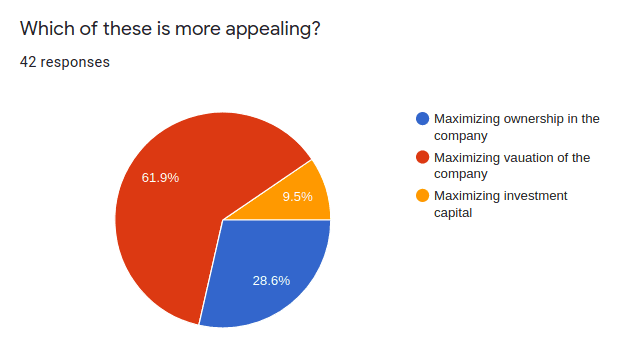 Which of these is more appealing?
42 responses
Maximizing ownership in the
company
Maximizing vauation of the
company
Maximizing investment
capital
61.9%
9.5%
28.6%